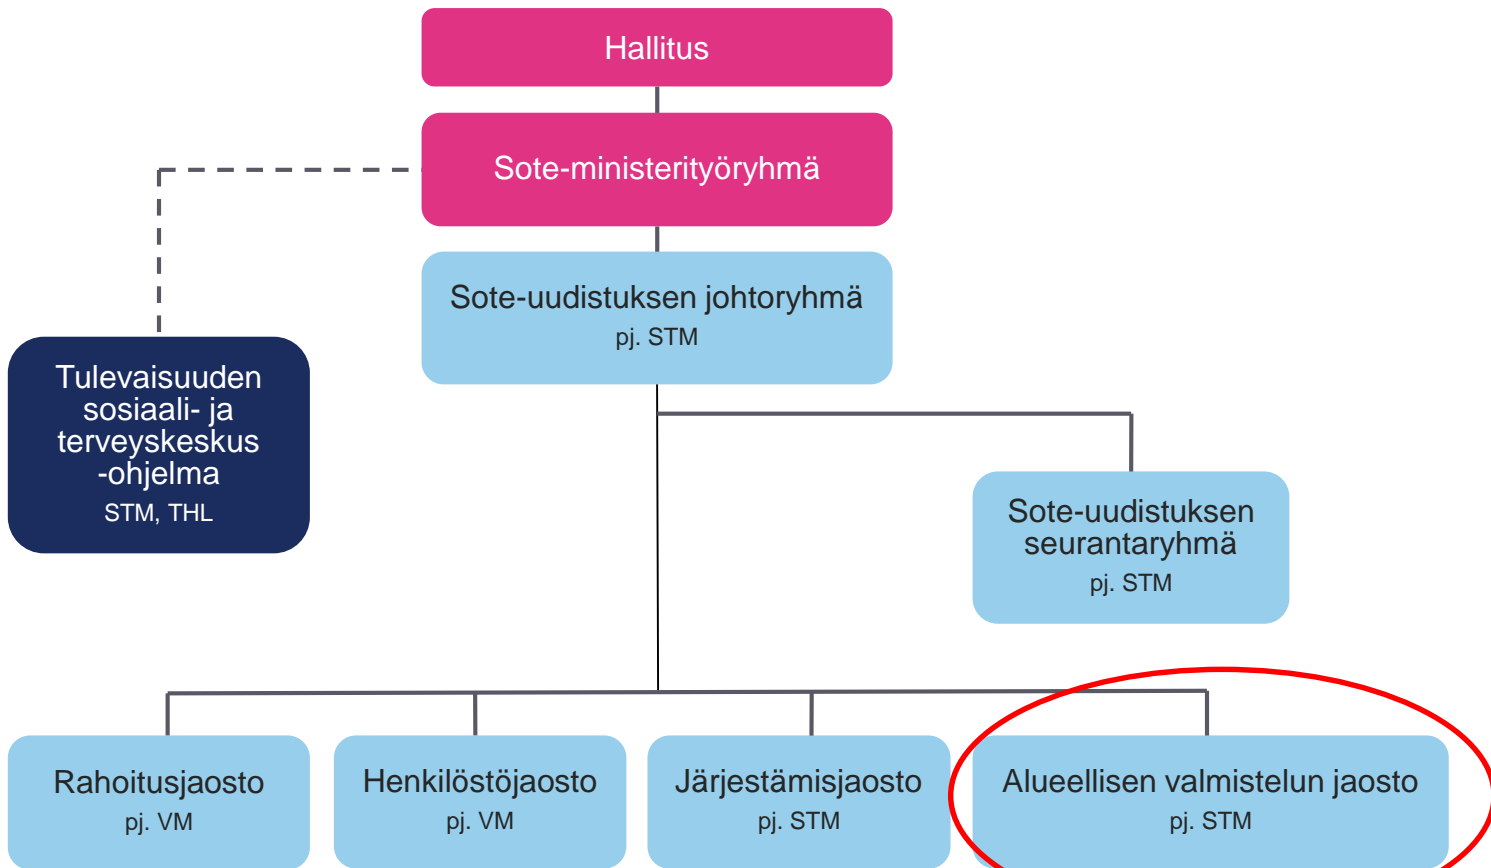 Hallitus
Sote-ministerityöryhmä
Sote-uudistuksen johtoryhmä
pj. STM
Tulevaisuuden
sosiaali- ja
terveyskeskus
-ohjelma
STM, THL
Sote-uudistuksen
seurantaryhmä
pj. STM
Rahoitusjaosto
pj. VM
Henkilöstöjaosto
pj. VM
Järjestämisjaosto
pj. STM
Alueellisen valmistelun jaosto
pj. STM